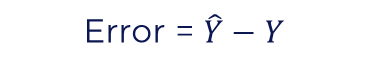 Error = Ŷ − Y